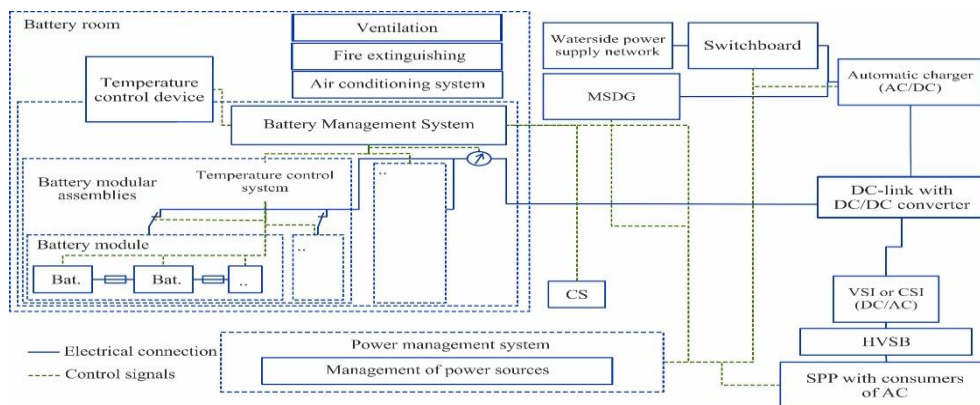 Battery room
Ventilation
Fire extinguishing
Air conditioning system
Temperature
control device
Battery Management System
Battery modular
assemblies
Temperature control
system
..
Battery module
..
Bat.
Bat.
..
Waterside power
supply network
Switchboard
MSDG
Automatic charger
(AC/DC)
DC-link with
DC/DC converter
CS
VSI or CSI
(DC/AC)
HVSB
SPP with consumers
of AC
Electrical connection
Control signals
Power management system
Management of power sources